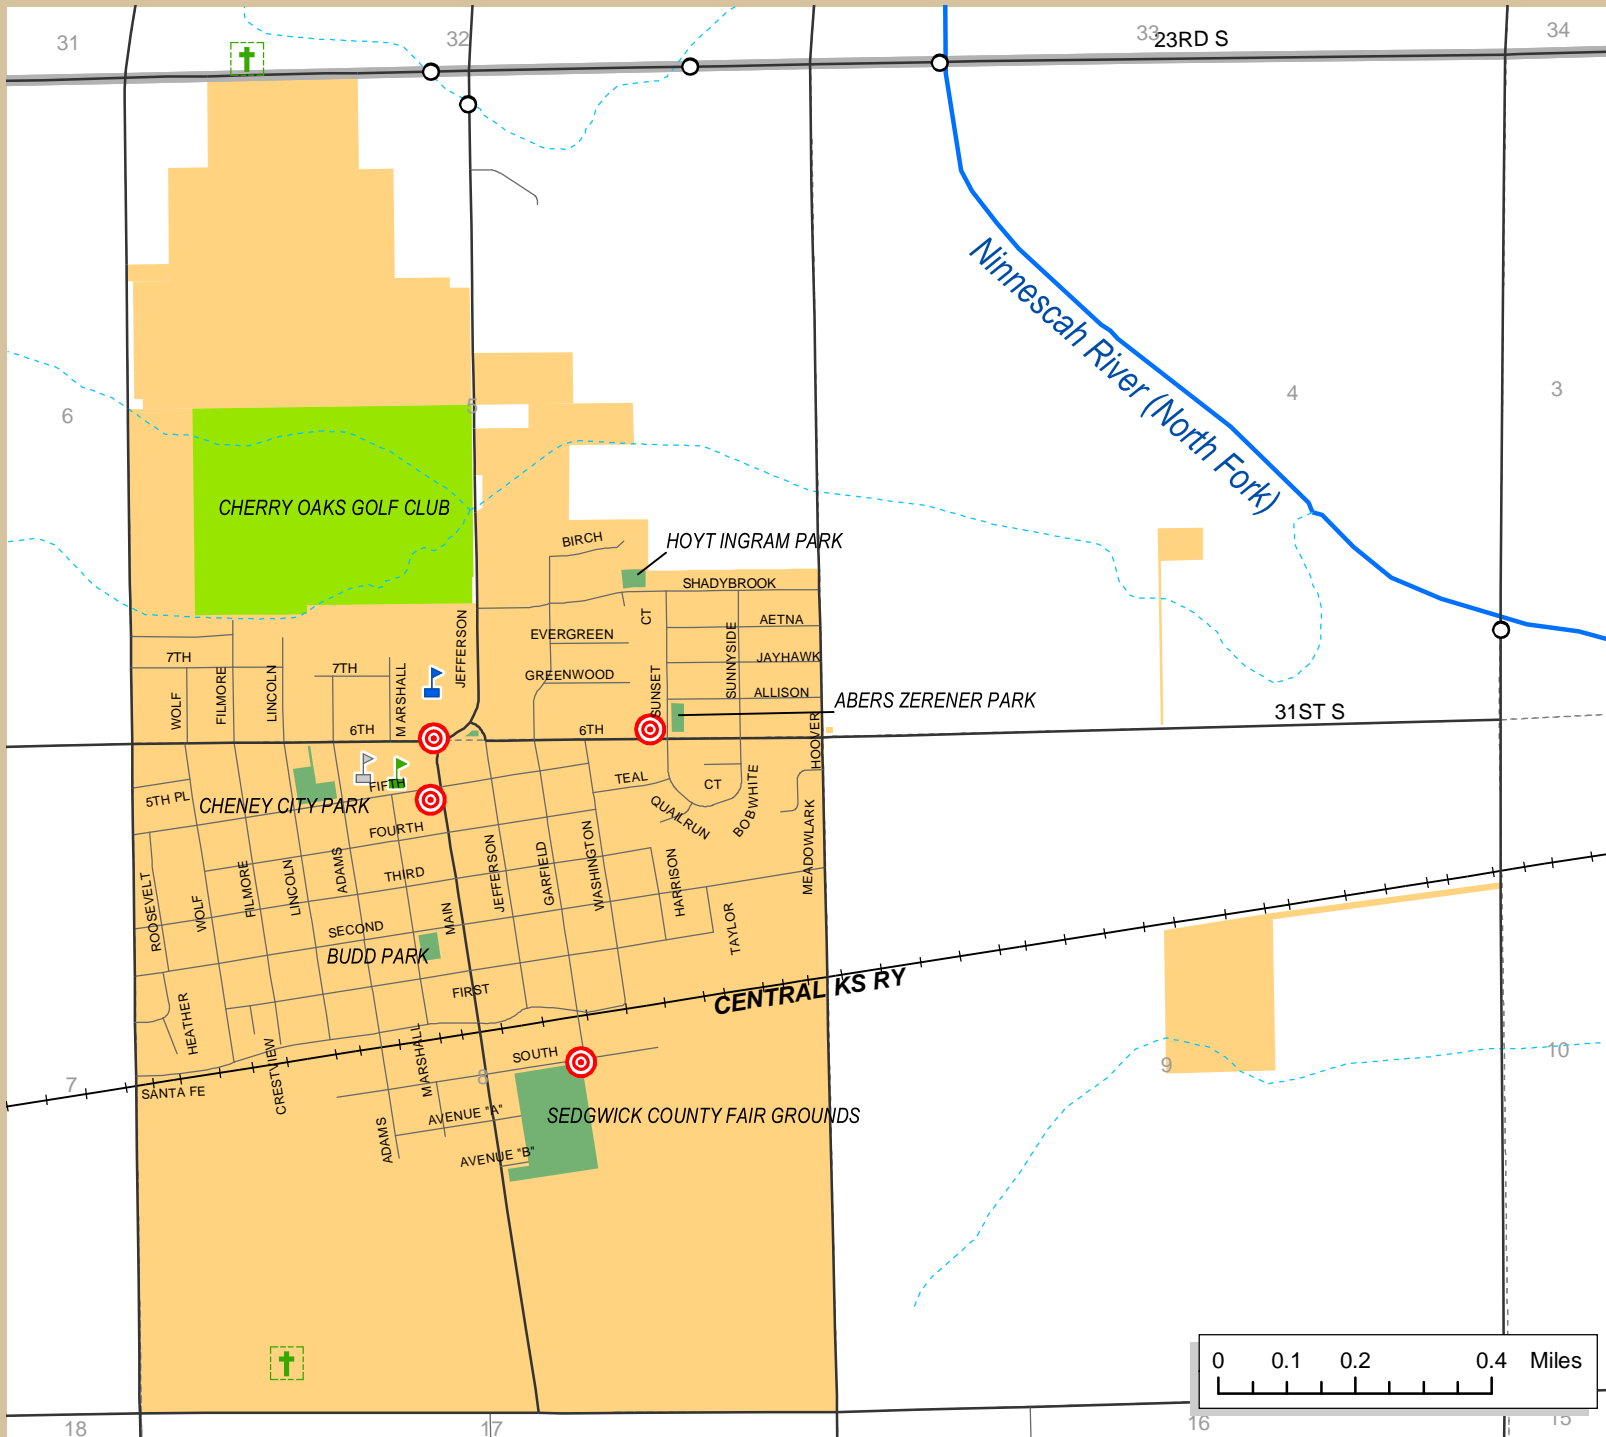 31
32
33
23RD S
34
Ninnescah River (North Fork)
6
5
4
3
CHERRY OAKS GOLF CLUB
BIRCH
HOYT INGRAM PARK
SHADYBROOK
CT
AETNA
EVERGREEN
JEFFERSON
SUNNYSIDE
7TH
7TH
JAYHAWK
GREENWOOD
WOLF
FILMORE
LINCOLN
MARSHALL
SUNSET
ALLISON
ABERS ZERENER PARK
31ST S
6TH
6TH
HOOVER
TEAL
CT
FIFTH
5TH PL
CHENEY CITY PARK
QUAILRUN
BOBWHITE
MEADOWLARK
FOURTH
THIRD
ROOSEVELT
WOLF
FILMORE
LINCOLN
ADAMS
JEFFERSON
GARFIELD
WASHINGTON
HARRISON
TAYLOR
MAIN
SECOND
BUDD PARK
FIRST
CENTRAL KS RY
HEATHER
CRESTVIEW
MARSHALL
SOUTH
7
8
9
10
SANTA FE
AVENUE "A"
SEDGWICK COUNTY FAIR GROUNDS
ADAMS
AVENUE "B"
0 0.1 0.2 0.4 Miles
18
17
16
15